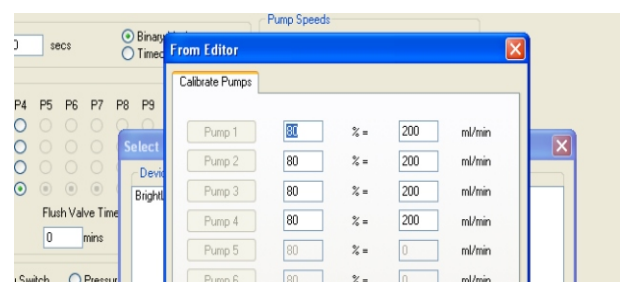 Pump Speeds
secs
Binary
Timed
From Editor
Calibrate Pumps
P4 P5 P6 P7 P8 P9
Pump 1 80 % = 200 ml/min
Select
Pump 2 80 % = 200 ml/min
Devic
BrightL
Pump 3 80 % = 200 ml/min
Flush Valve Time
Pump 4 80 % = 200 ml/min
0 mins
Pump 5 80 % = 0 ml/min
Switch Pressur
Pump 6 80 % = 0 ml/min